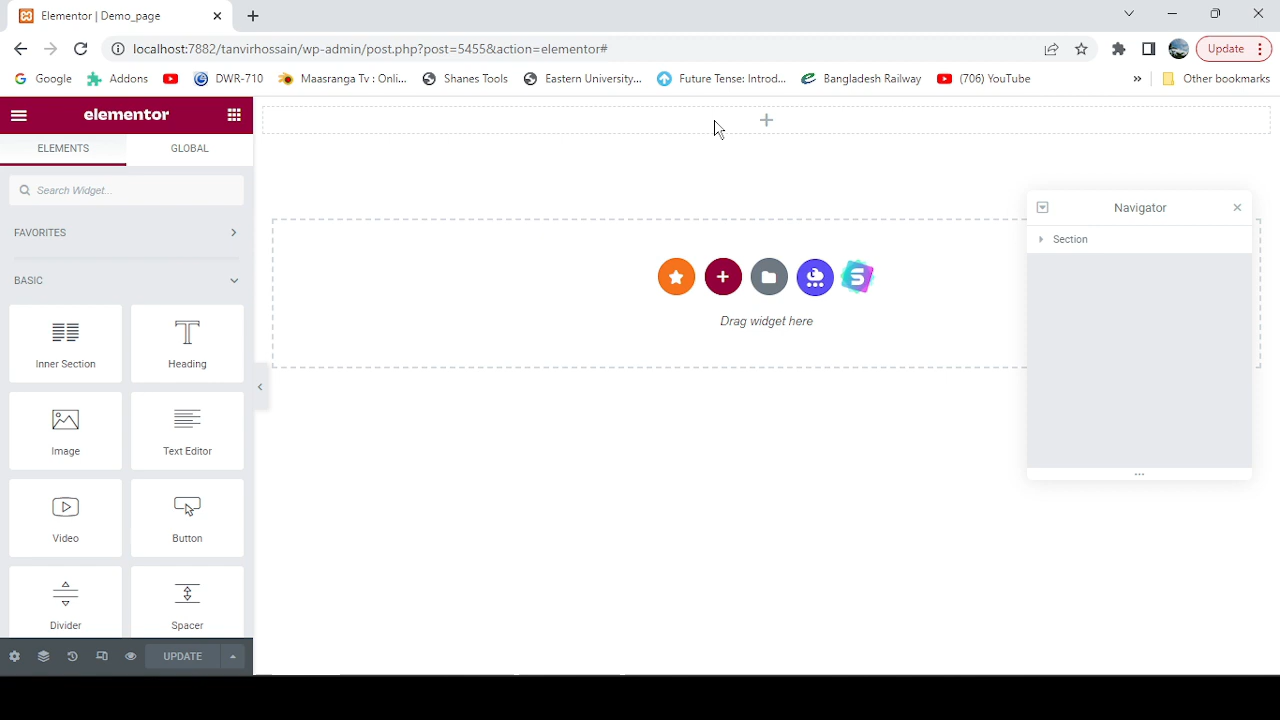 Elementor | Demo_page
localhost:7882/tanvirhossain/wp-admin/post.php?post=5455&action=elementor#
Update
Google Addons DWR-710 Maasranga Tv : Onli... Shanes Tools Eastern University... Future Tense: Introd... Bangladesh Railway (706) YouTube » Other bookmarks
elementor
ELEMENTS GLOBAL
Search Widget...
FAVORITES
BASIC
Inner Section Heading
Image Text Editor
Video Button
Divider Spacer
UPDATE
Drag widget here
Navigator
Section